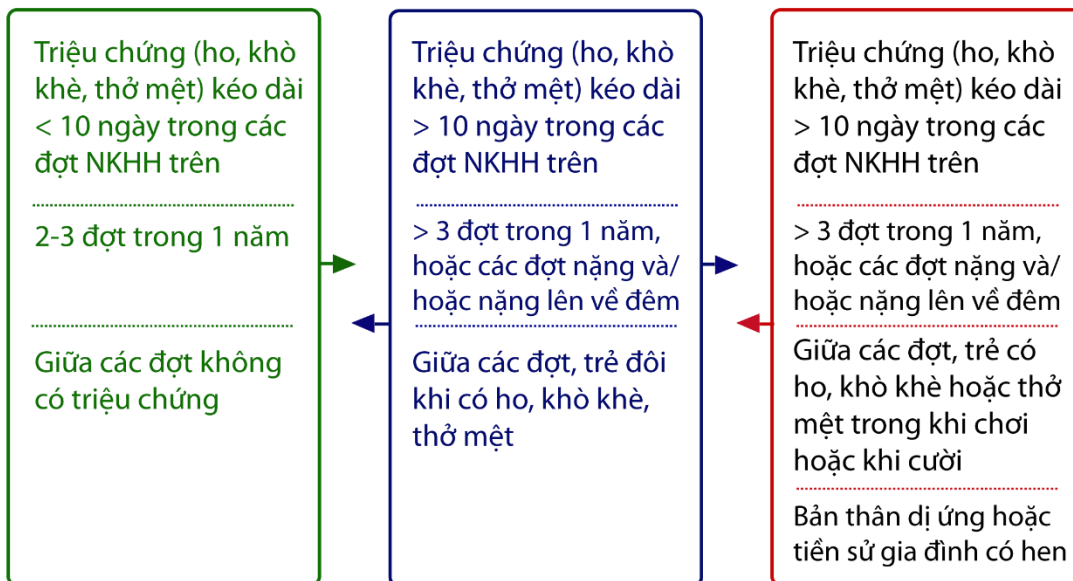 Triệu chứng (ho, khò
khè, thở mệt) kéo dài
< 10 ngày trong các
đợt NKHH trên
2-3 đợt trong 1 năm
Giữa các đợt không
có triệu chứng
Triệu chứng (ho, khò
khè, thở mệt) kéo dài
> 10 ngày trong các
đợt NKHH trên
> 3 đợt trong 1 năm,
hoặc các đợt nặng và/
hoặc nặng lên về đêm
Giữa các đợt, trẻ đôi
khi có ho, khò khè,
thở mệt
Triệu chứng (ho, khò
khè, thở mệt) kéo dài
> 10 ngày trong các
đợt NKHH trên
> 3 đợt trong 1 năm,
hoặc các đợt nặng và/
hoặc nặng lên về đêm
Giữa các đợt, trẻ có
ho, khò khè hoặc thở
mệt trong khi chơi
hoặc khi cười
Bản thân dị ứng hoặc
tiền sử gia đình có hen